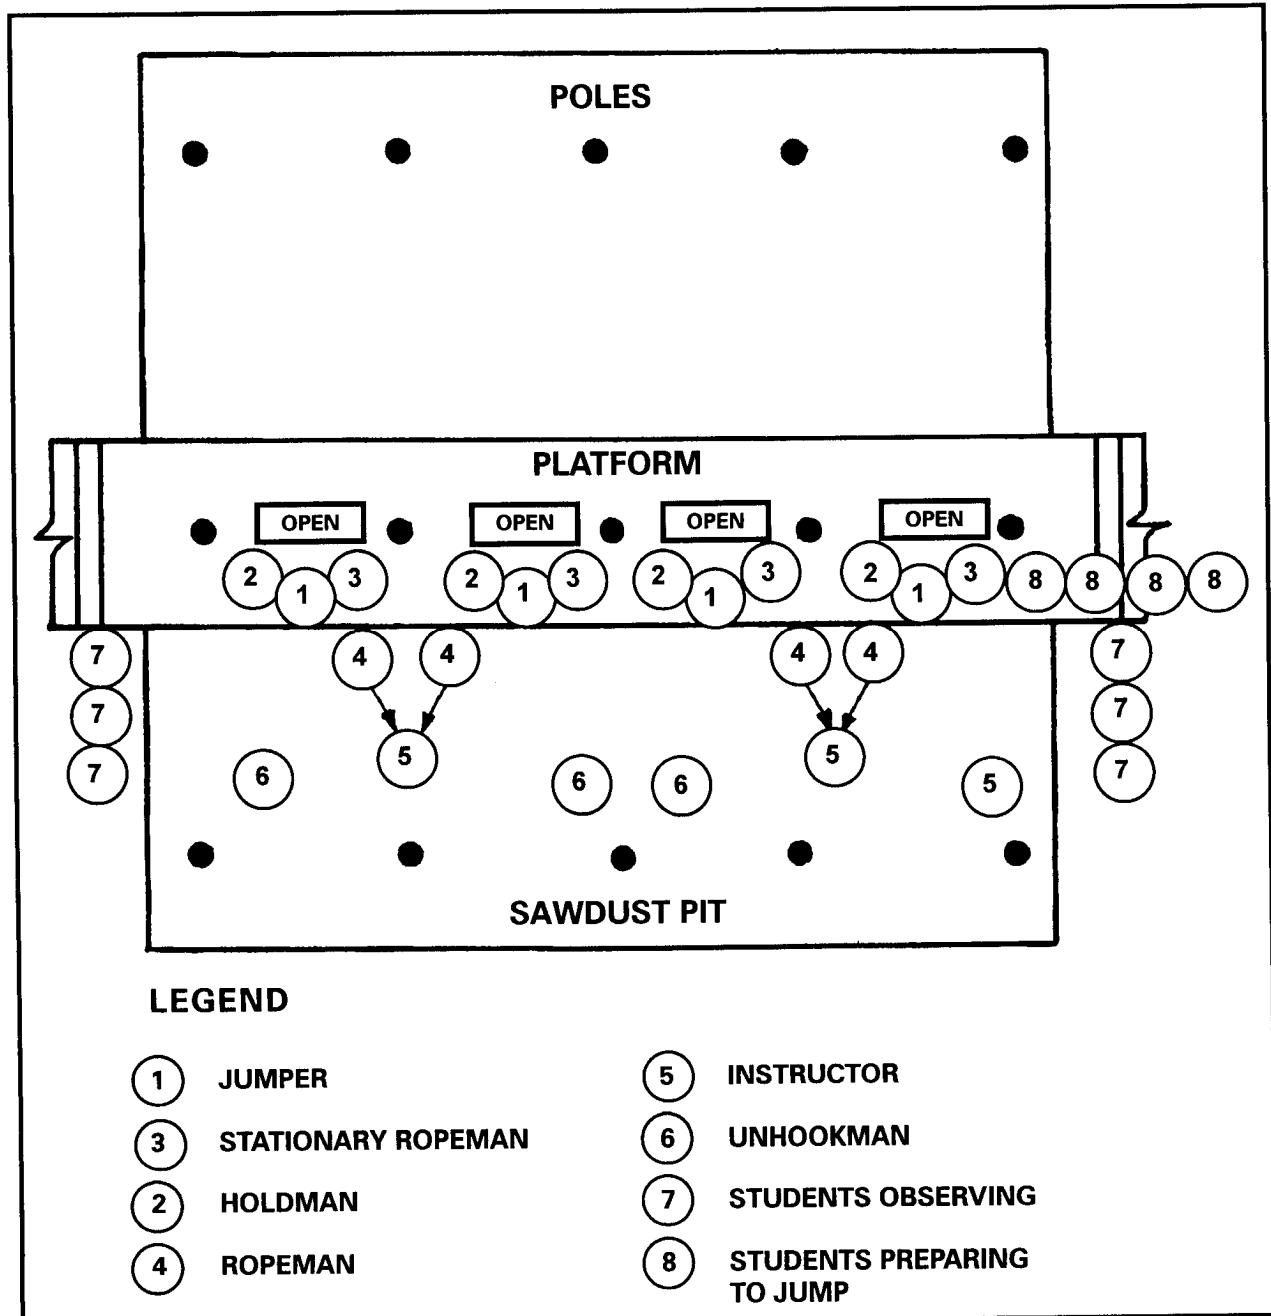 POLES
PLATFORM
OPEN OPEN OPEN OPEN
2 1 3 2 1 3 2 1 3 2 1 3 8 8 8 8
7 4 4 4 4 7
7 7
5 5
7 6 6 6 5 7
SAWDUST PIT
LEGEND
1 JUMPER
3 STATIONARY ROPEMAN
2 HOLDMAN
4 ROPEMAN
5 INSTRUCTOR
6 UNHOOKMAN
7 STUDENTS OBSERVING
8 STUDENTS PREPARING
TO JUMP